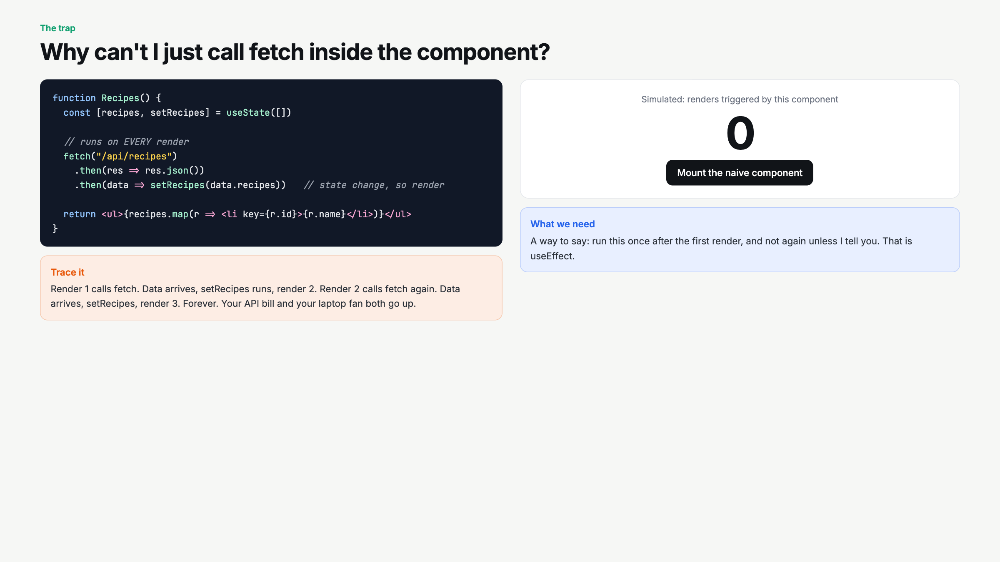 The trap
Why can't I just call fetch inside the component?
function Recipes() {
  const [recipes, setRecipes] = useState([])
  // runs on EVERY render
  fetch("/api/recipes")
    .then(res => res.json())
    .then(data => setRecipes(data.recipes))   // state change, so render
  return <ul>{recipes.map(r => <li key={r.id}>{r.name}</li>)}</ul>
}
Trace it
Render 1 calls fetch. Data arrives, setRecipes runs, render 2. Render 2 calls fetch again. Data
arrives, setRecipes, render 3. Forever. Your API bill and your laptop fan both go up.
Simulated: renders triggered by this component
0
Mount the naive component
What we need
A way to say: run this once after the first render, and not again unless I tell you. That is
useEffect.